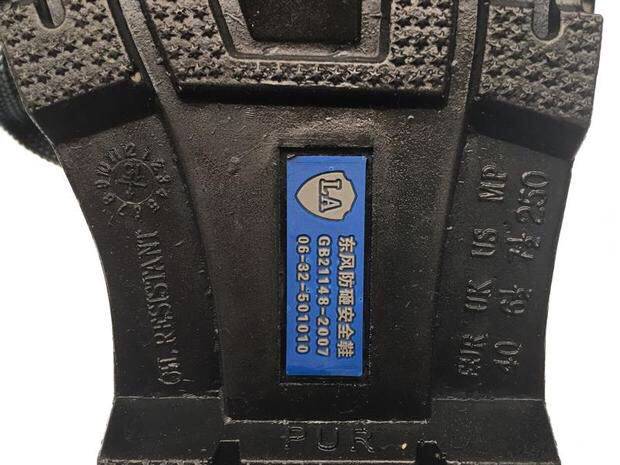 LA
东风防砸安全鞋
GB21148-2007
06-32-501010
OIL RESISTANT
EUR UK US MP
40 6½ 7½ 250
PUR